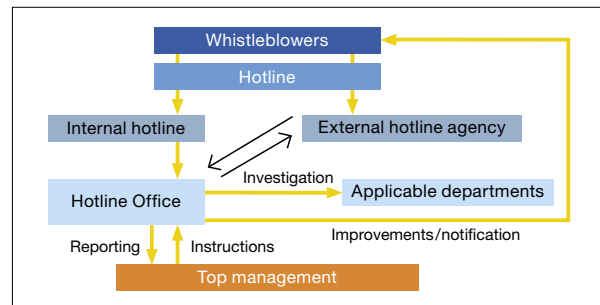 Whistleblowers
Hotline
Internal hotline
External hotline agency
Investigation
Hotline Office
Applicable departments
Improvements/notification
Reporting
Instructions
Top management